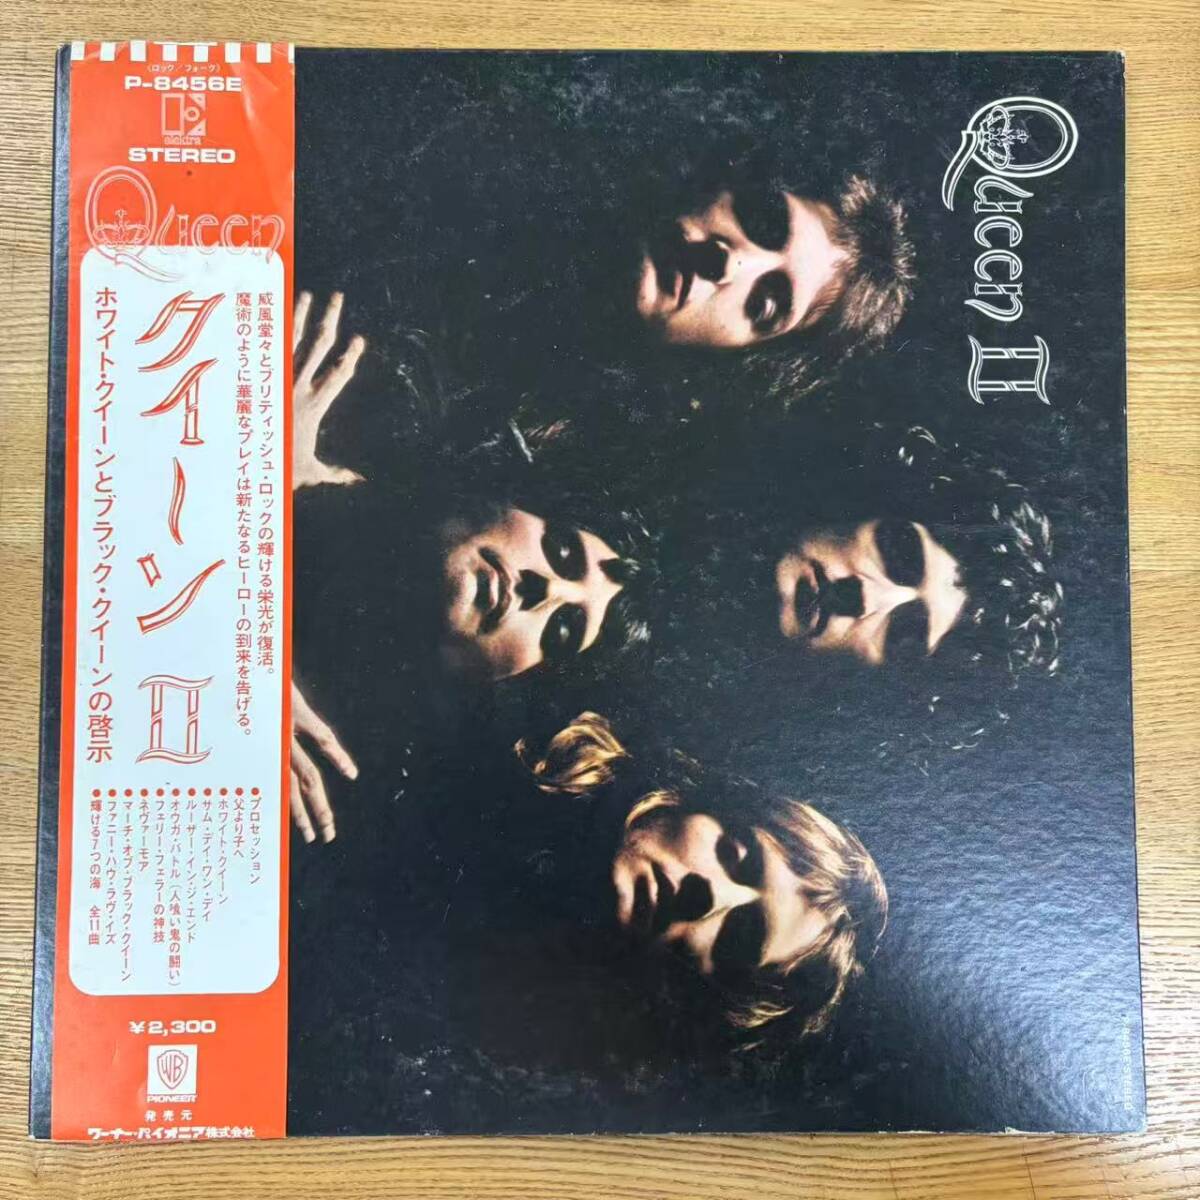 (ロック/フォーク)
P-8456E
elektra
STEREO
Queen
クイーン II
ホワイト・クイーンとブラック・クイーンの啓示
威風堂々とブリティッシュ・ロックの輝ける栄光が復活。
魔術のように華麗なプレイは新たなるヒーローの到来を告げる。
●プロセッション
●父より子へ
●ホワイト・クイーン
●サム・デイ・ワン・デイ
●ルーザー・イン・ジ・エンド
●オウガ・バトル(人喰い鬼の闘い)
●フェリー・フェラーの神技
●ネヴァーモア
●マーチ・オブ・ブラック・クイーン
●ファニー・ハウ・ラヴ・イズ
●輝ける7つの海 全11曲
¥2,300
WB
PIONEER
発売元
ワーナー・パイオニア株式会社
Queen II